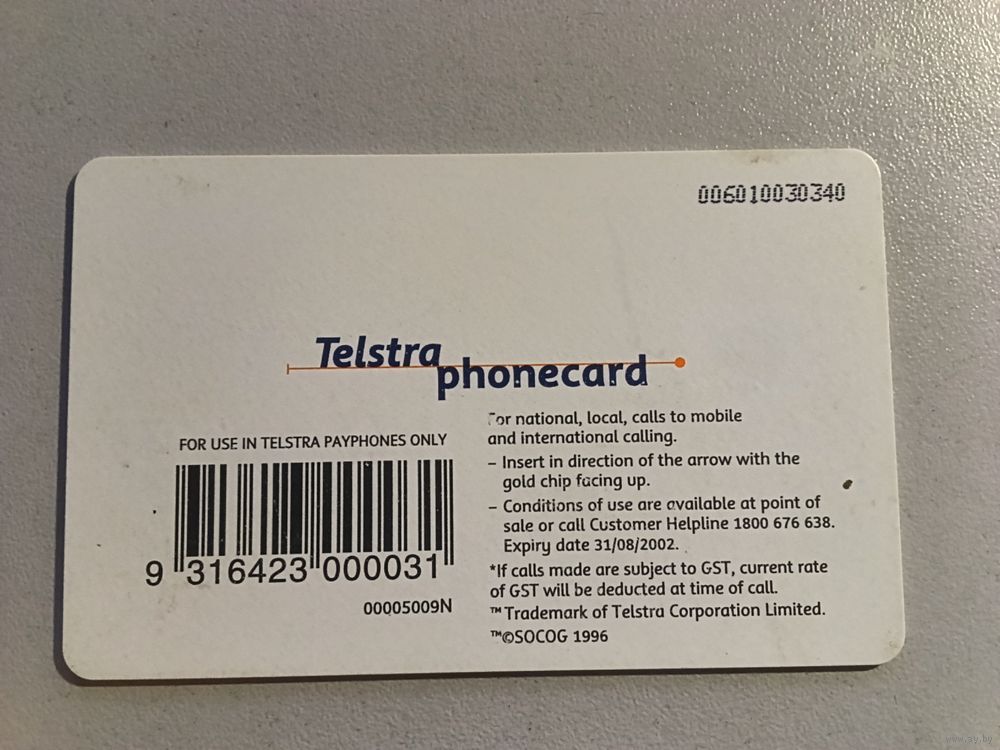 006010030340
Telstra
phonecard
FOR USE IN TELSTRA PAYPHONES ONLY
9 316423 000031
00005009N
For national, local, calls to mobile
and international calling.
– Insert in direction of the arrow with the
gold chip facing up.
– Conditions of use are available at point of
sale or call Customer Helpline 1800 676 638.
Expiry date 31/08/2002.
*If calls made are subject to GST, current rate
of GST will be deducted at time of call.
™Trademark of Telstra Corporation Limited.
™©SOCOG 1996
www.ay.by